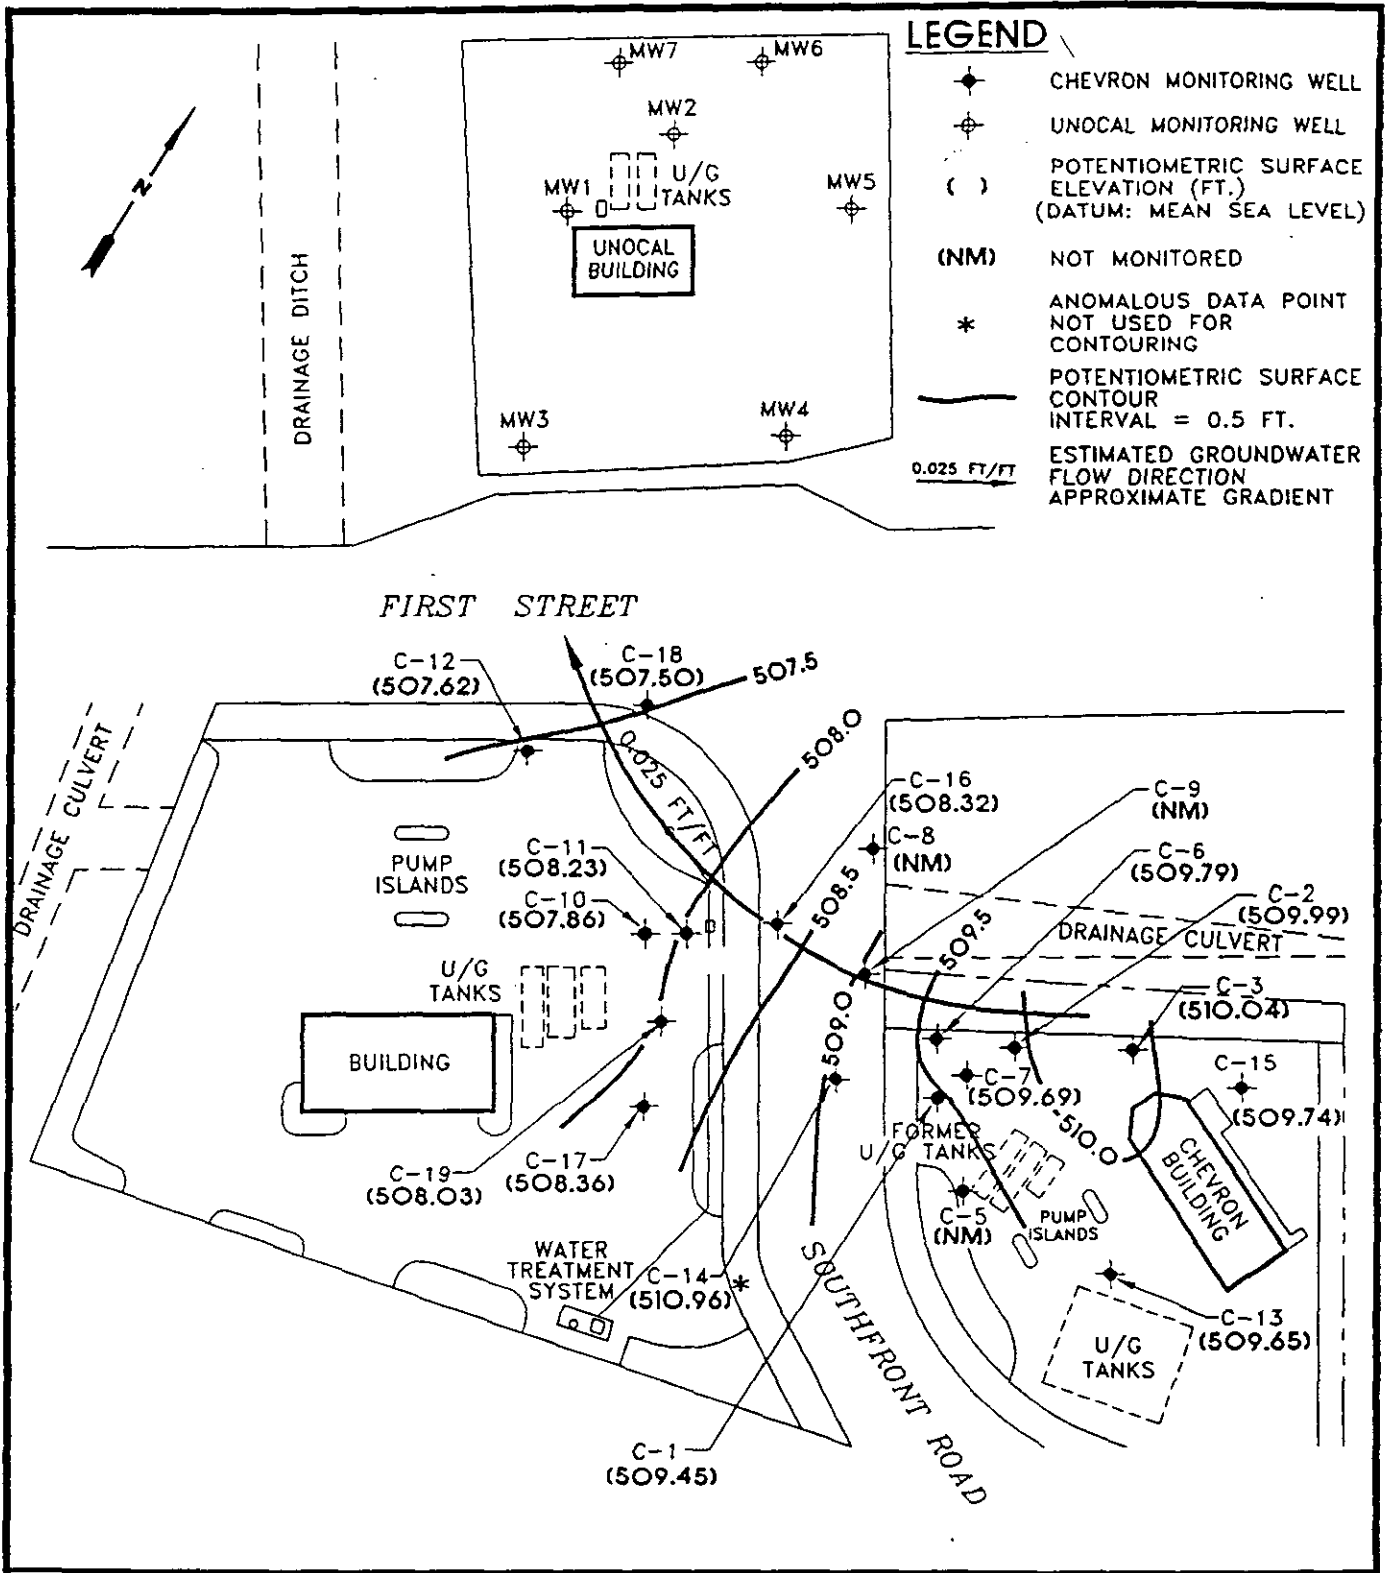 LEGEND
CHEVRON MONITORING WELL
UNOCAL MONITORING WELL
( )
POTENTIOMETRIC SURFACE
ELEVATION (FT.)
(DATUM: MEAN SEA LEVEL)
(NM) NOT MONITORED
*
ANOMALOUS DATA POINT
NOT USED FOR
CONTOURING
POTENTIOMETRIC SURFACE
CONTOUR
INTERVAL = 0.5 FT.
0.025 FT/FT
ESTIMATED GROUNDWATER
FLOW DIRECTION
APPROXIMATE GRADIENT
N
DRAINAGE DITCH
MW7
MW6
MW2
U/G
TANKS
MW1
MW5
UNOCAL
BUILDING
MW3
MW4
FIRST STREET
C-12
(507.62)
C-18
(507.50)
507.5
508.0
0.025 FT/FT
DRAINAGE CULVERT
C-16
(508.32)
C-9
(NM)
C-8
(NM)
C-6
(509.79)
C-2
(509.99)
PUMP
ISLANDS
C-11
(508.23)
C-10
(507.86)
508.5
509.5
DRAINAGE CULVERT
U/G
TANKS
C-3
(510.04)
509.0
BUILDING
C-7
(509.69)
C-15
(509.74)
510.0
FORMER
U/G TANKS
CHEVRON
BUILDING
C-19
(508.03)
C-17
(508.36)
C-5
(NM)
PUMP
ISLANDS
WATER
TREATMENT
SYSTEM
C-14
(510.96)
*
C-13
(509.65)
U/G
TANKS
SOUTHFRONT ROAD
C-1
(509.45)